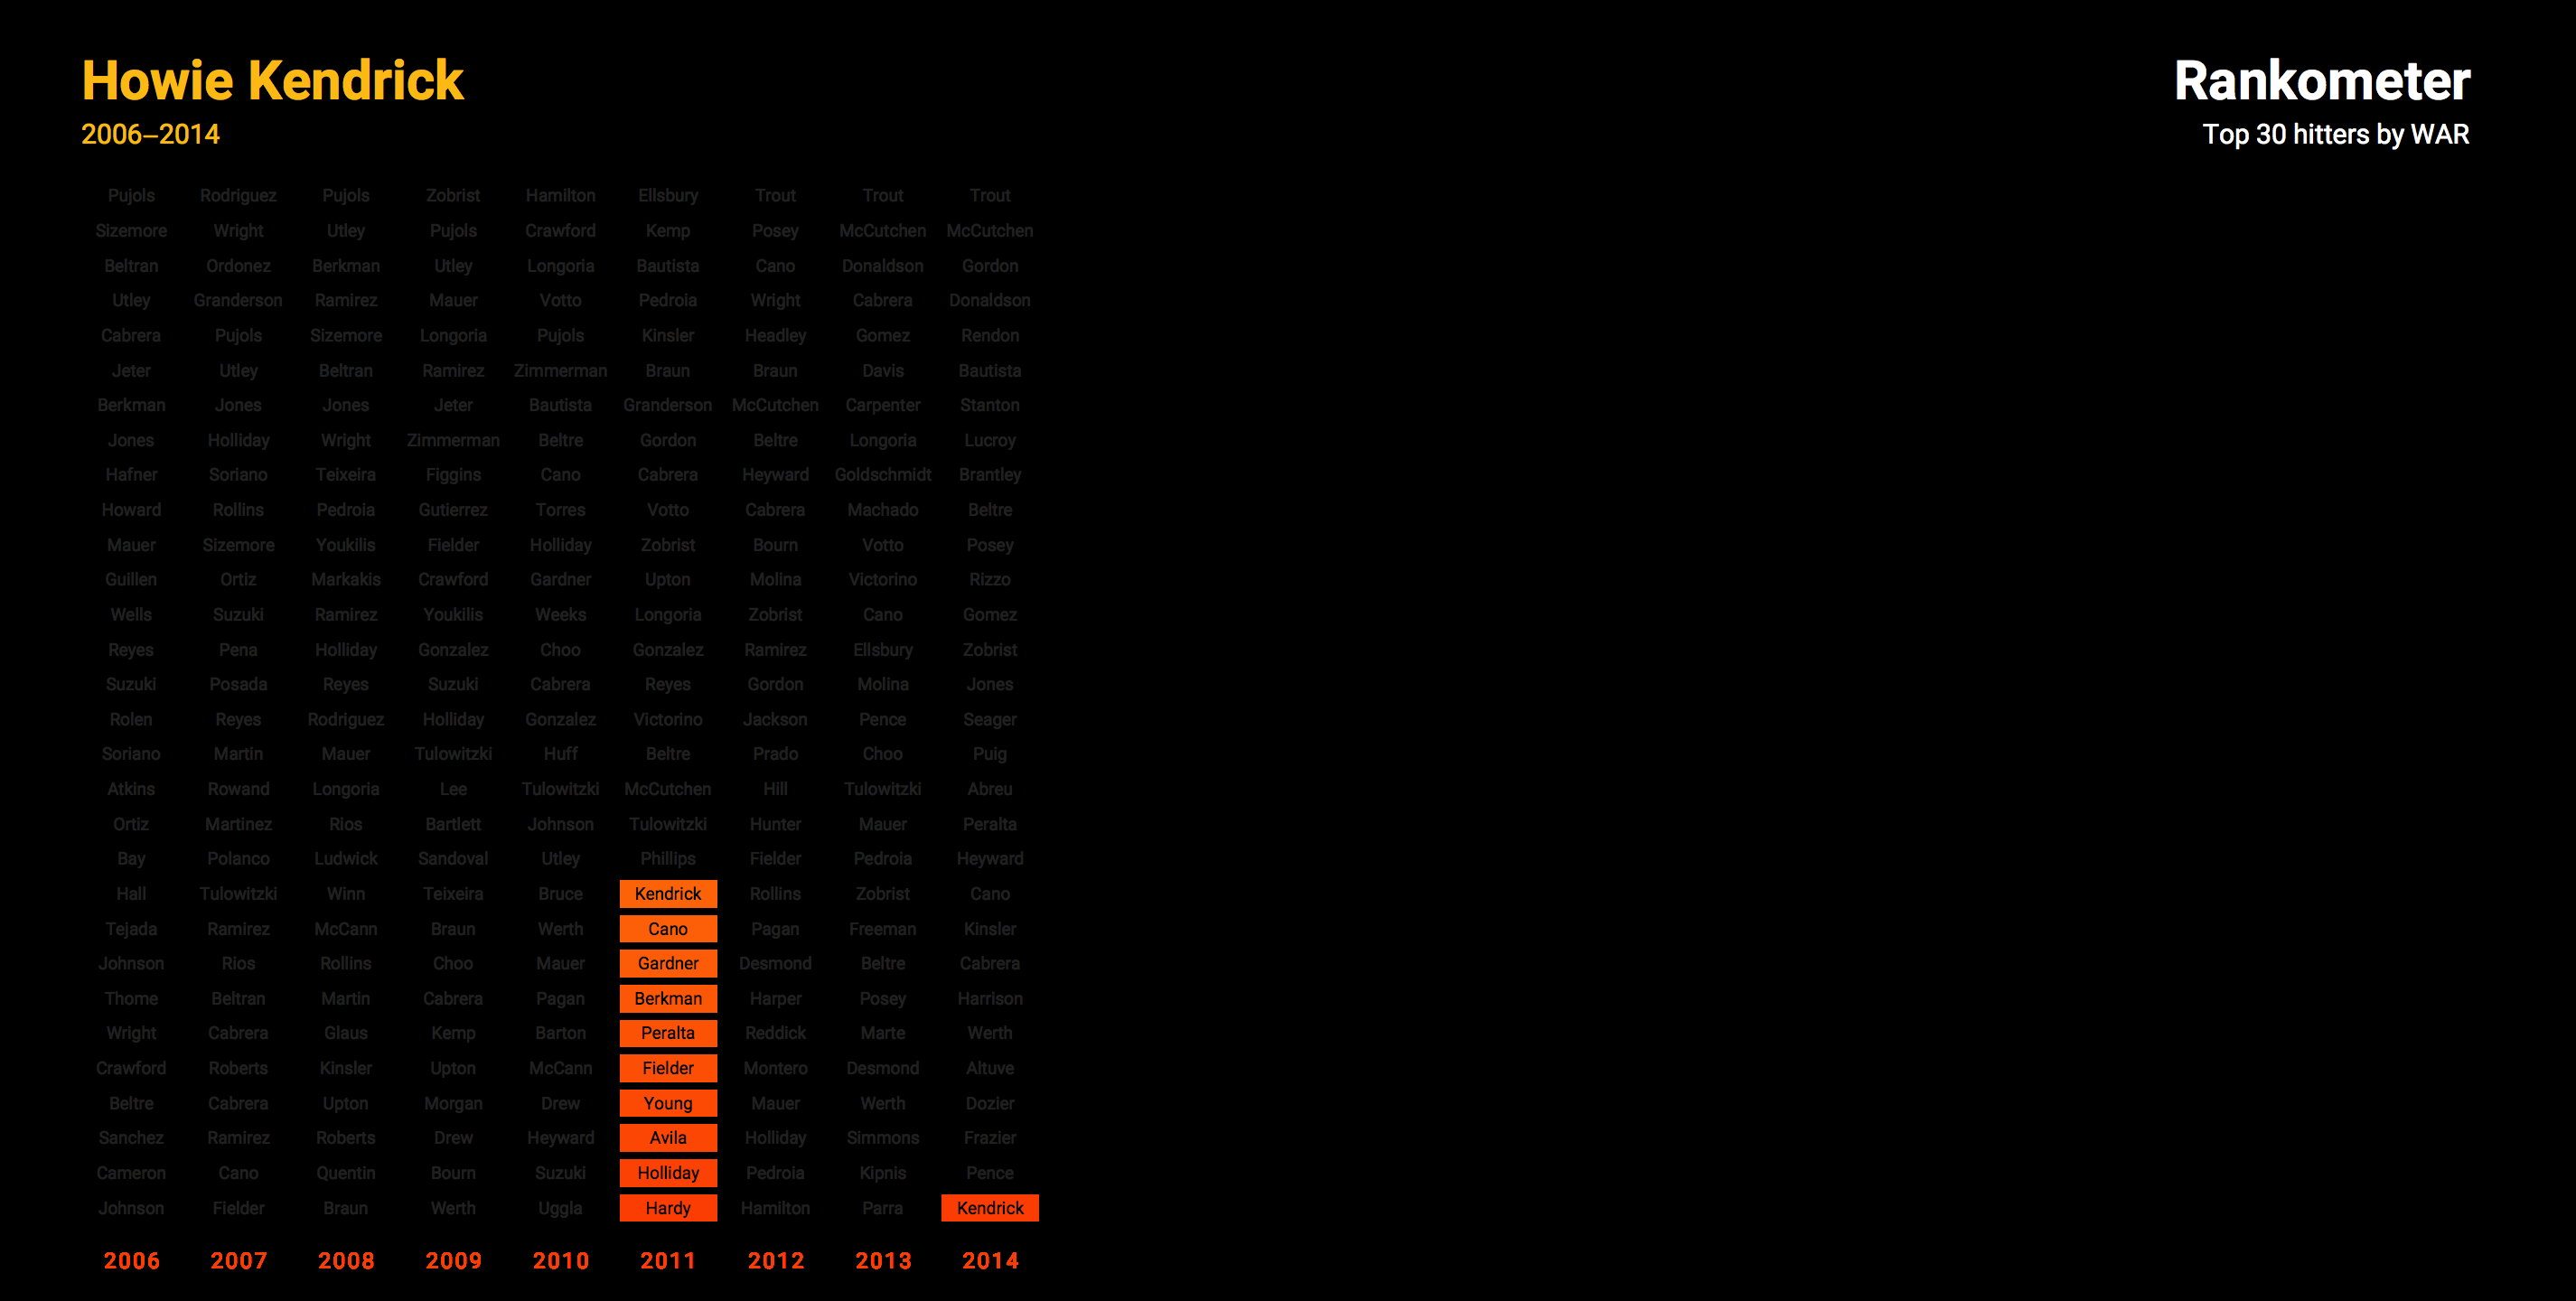 Howie Kendrick
2006–2014
Rankometer
Top 30 hitters by WAR
Pujols Rodriguez Pujols Zobrist Hamilton Ellsbury Trout Trout Trout
Sizemore Wright Utley Pujols Crawford Kemp Posey McCutchen McCutchen
Beltran Ordonez Berkman Utley Longoria Bautista Cano Donaldson Gordon
Utley Granderson Ramirez Mauer Votto Pedroia Wright Cabrera Donaldson
Cabrera Pujols Sizemore Longoria Pujols Kinsler Headley Gomez Rendon
Jeter Utley Beltran Ramirez Zimmerman Braun Braun Davis Bautista
Berkman Jones Jones Jeter Bautista Granderson McCutchen Carpenter Stanton
Jones Holliday Wright Zimmerman Beltre Gordon Beltre Longoria Lucroy
Hafner Soriano Teixeira Figgins Cano Cabrera Heyward Goldschmidt Brantley
Howard Rollins Pedroia Gutierrez Torres Votto Cabrera Machado Beltre
Mauer Sizemore Youkilis Fielder Holliday Zobrist Bourn Votto Posey
Guillen Ortiz Markakis Crawford Gardner Upton Molina Victorino Rizzo
Wells Suzuki Ramirez Youkilis Weeks Longoria Zobrist Cano Gomez
Reyes Pena Holliday Gonzalez Choo Gonzalez Ramirez Ellsbury Zobrist
Suzuki Posada Reyes Suzuki Cabrera Reyes Gordon Molina Jones
Rolen Reyes Rodriguez Holliday Gonzalez Victorino Jackson Pence Seager
Soriano Martin Mauer Tulowitzki Huff Beltre Prado Choo Puig
Atkins Rowand Longoria Lee Tulowitzki McCutchen Hill Tulowitzki Abreu
Ortiz Martinez Rios Bartlett Johnson Tulowitzki Hunter Mauer Peralta
Bay Polanco Ludwick Sandoval Utley Phillips Fielder Pedroia Heyward
Hall Tulowitzki Winn Teixeira Bruce Kendrick Rollins Zobrist Cano
Tejada Ramirez McCann Braun Werth Cano Pagan Freeman Kinsler
Johnson Rios Rollins Choo Mauer Gardner Desmond Beltre Cabrera
Thome Beltran Martin Cabrera Pagan Berkman Harper Posey Harrison
Wright Cabrera Glaus Kemp Barton Peralta Reddick Marte Werth
Crawford Roberts Kinsler Upton McCann Fielder Montero Desmond Altuve
Beltre Cabrera Upton Morgan Drew Young Mauer Werth Dozier
Sanchez Ramirez Roberts Drew Heyward Avila Holliday Simmons Frazier
Cameron Cano Quentin Bourn Suzuki Holliday Pedroia Kipnis Pence
Johnson Fielder Braun Werth Uggla Hardy Hamilton Parra Kendrick
2006 2007 2008 2009 2010 2011 2012 2013 2014